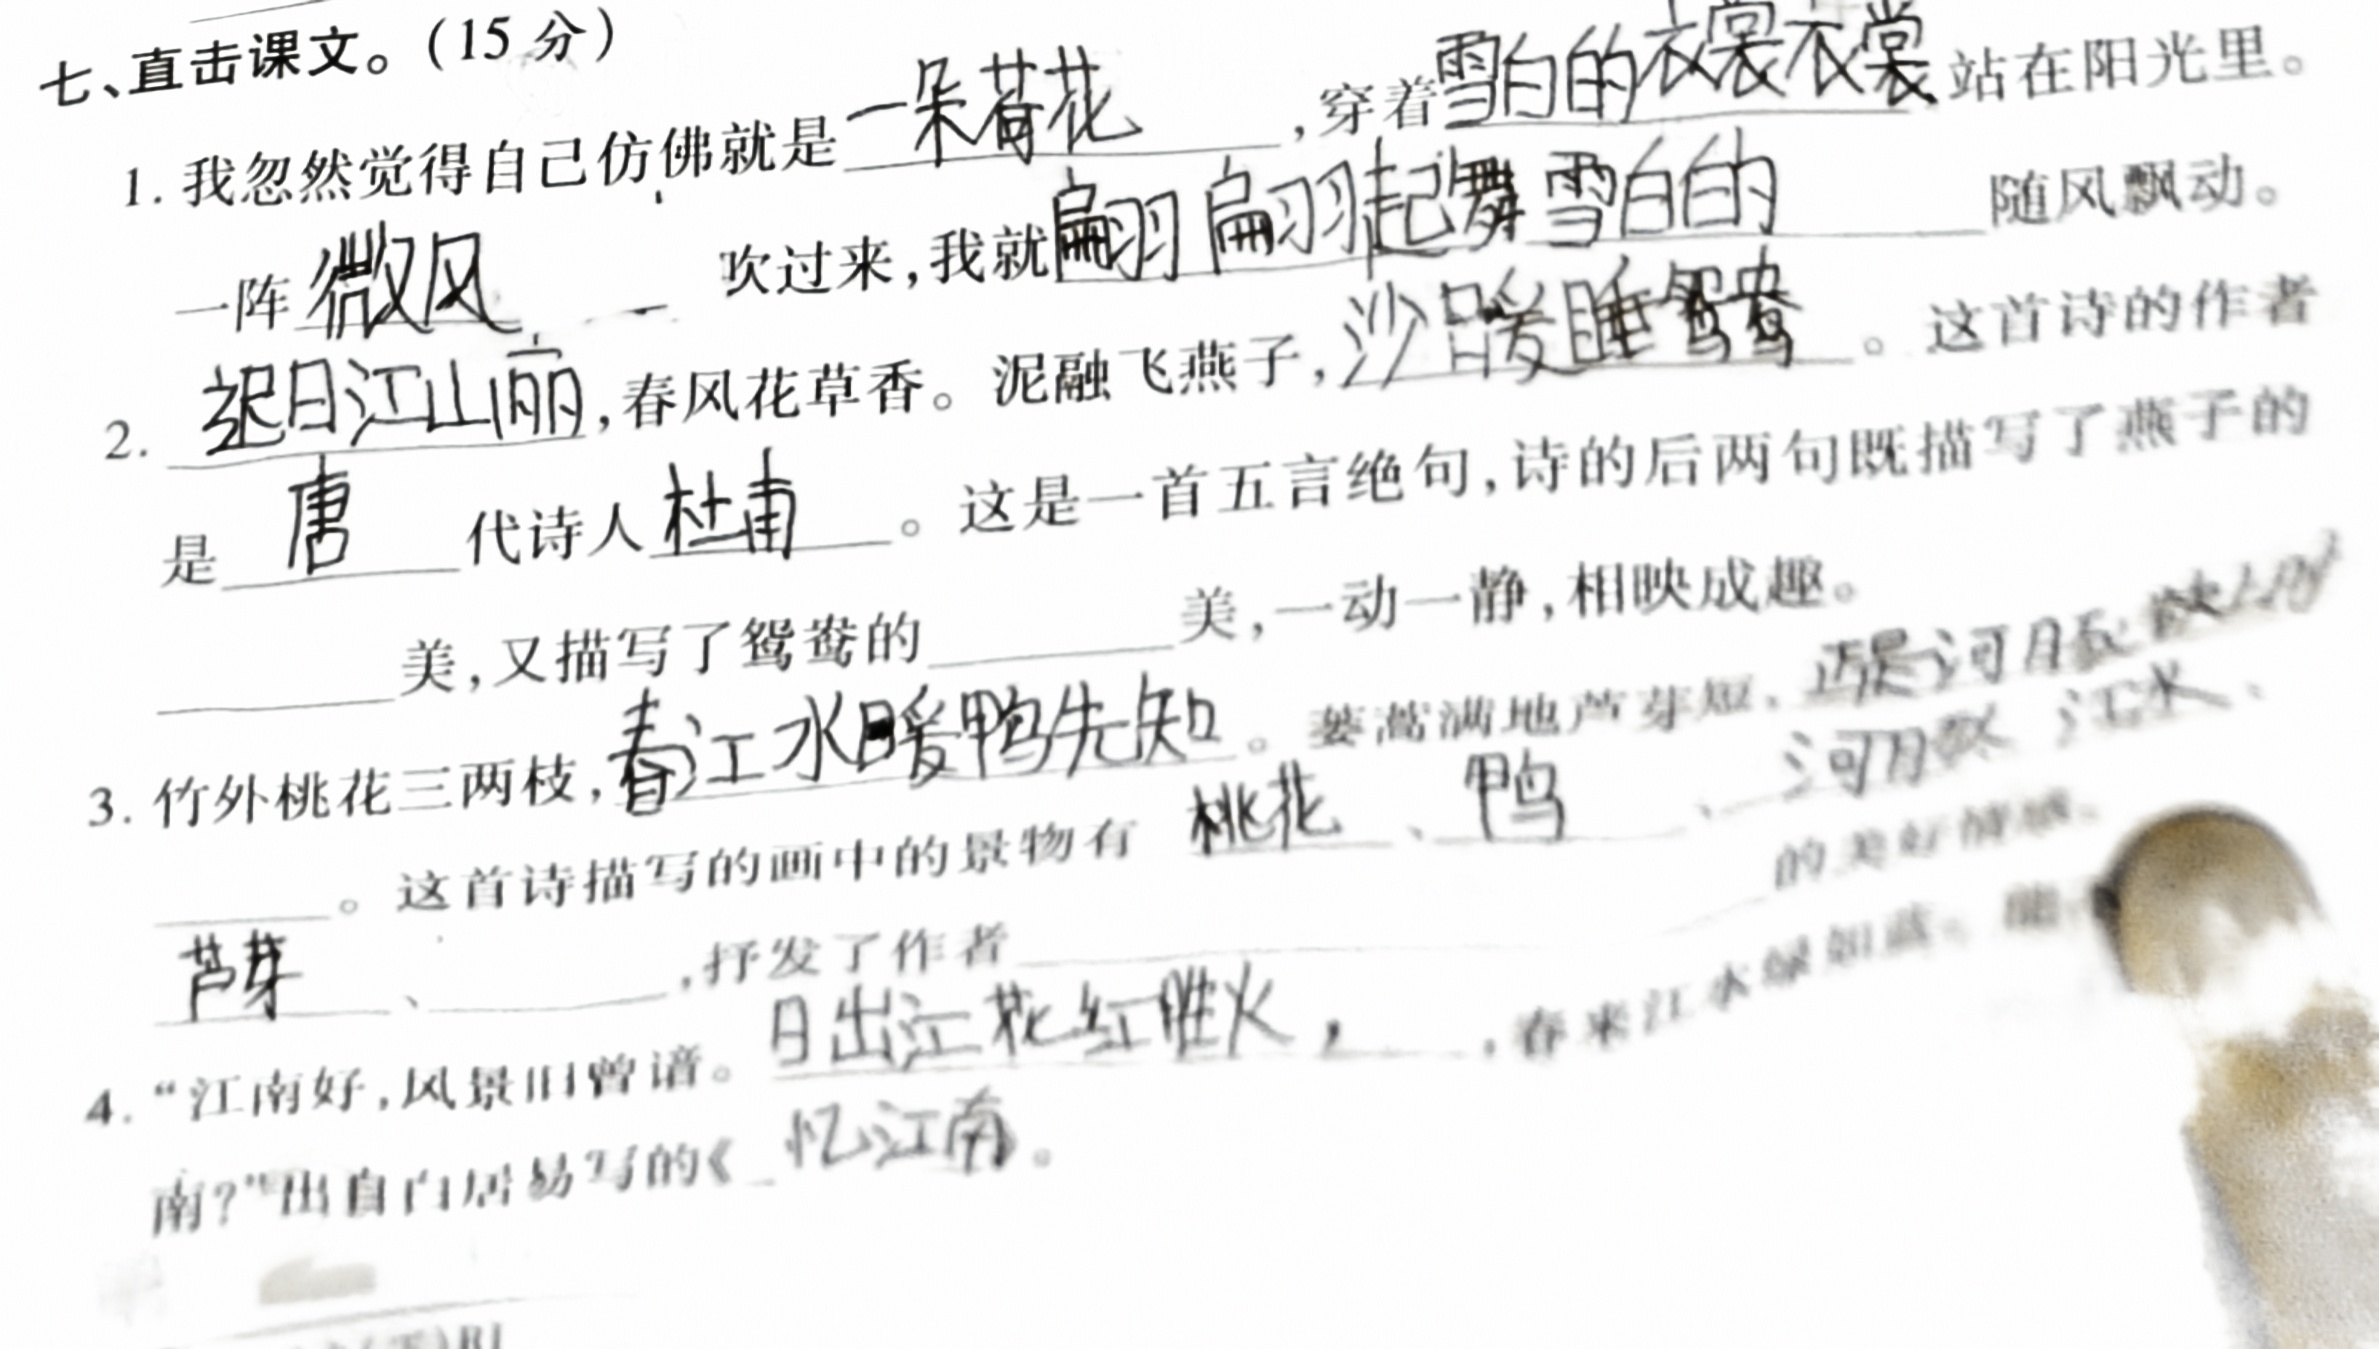 七、直击课文。(15分)
1. 我忽然觉得自己仿佛就是一朵荷花,穿着雪白的衣裳衣裳站在阳光里。
一阵微风吹过来,我就翩翩起舞雪白的随风飘动。
2. 迟日江山丽,春风花草香。泥融飞燕子,沙暖睡鸳鸯。这首诗的作者
是唐代诗人杜甫。这是一首五言绝句,诗的后两句既描写了燕子的
美,又描写了鸳鸯的美,一动一静,相映成趣。
3. 竹外桃花三两枝,春江水暖鸭先知。蒌蒿满地芦芽短,正是河豚欲上时
。这首诗描写的画中的景物有桃花、鸭、河豚、江水、
芦芽、,抒发了作者的美好情感。
4. “江南好,风景旧曾谙。日出江花红胜火,,春来江水绿如蓝。能
南?”出自白居易写的《忆江南》。